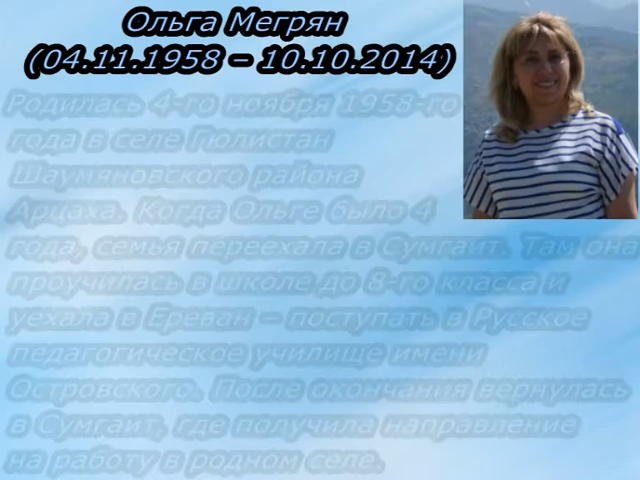 Ольга Мегрян
(04.11.1958 – 10.10.2014)
Родилась 4-го ноября 1958-го
года в селе Гюлистан
Шаумяновского района
Арцаха. Когда Ольге было 4
года, семья переехала в Сумгаит. Там она
проучилась в школе до 8-го класса и
уехала в Ереван – поступать в Русское
педагогическое училище имени
Островского. После окончания вернулась
в Сумгаит, где получила направление
на работу в родном селе.